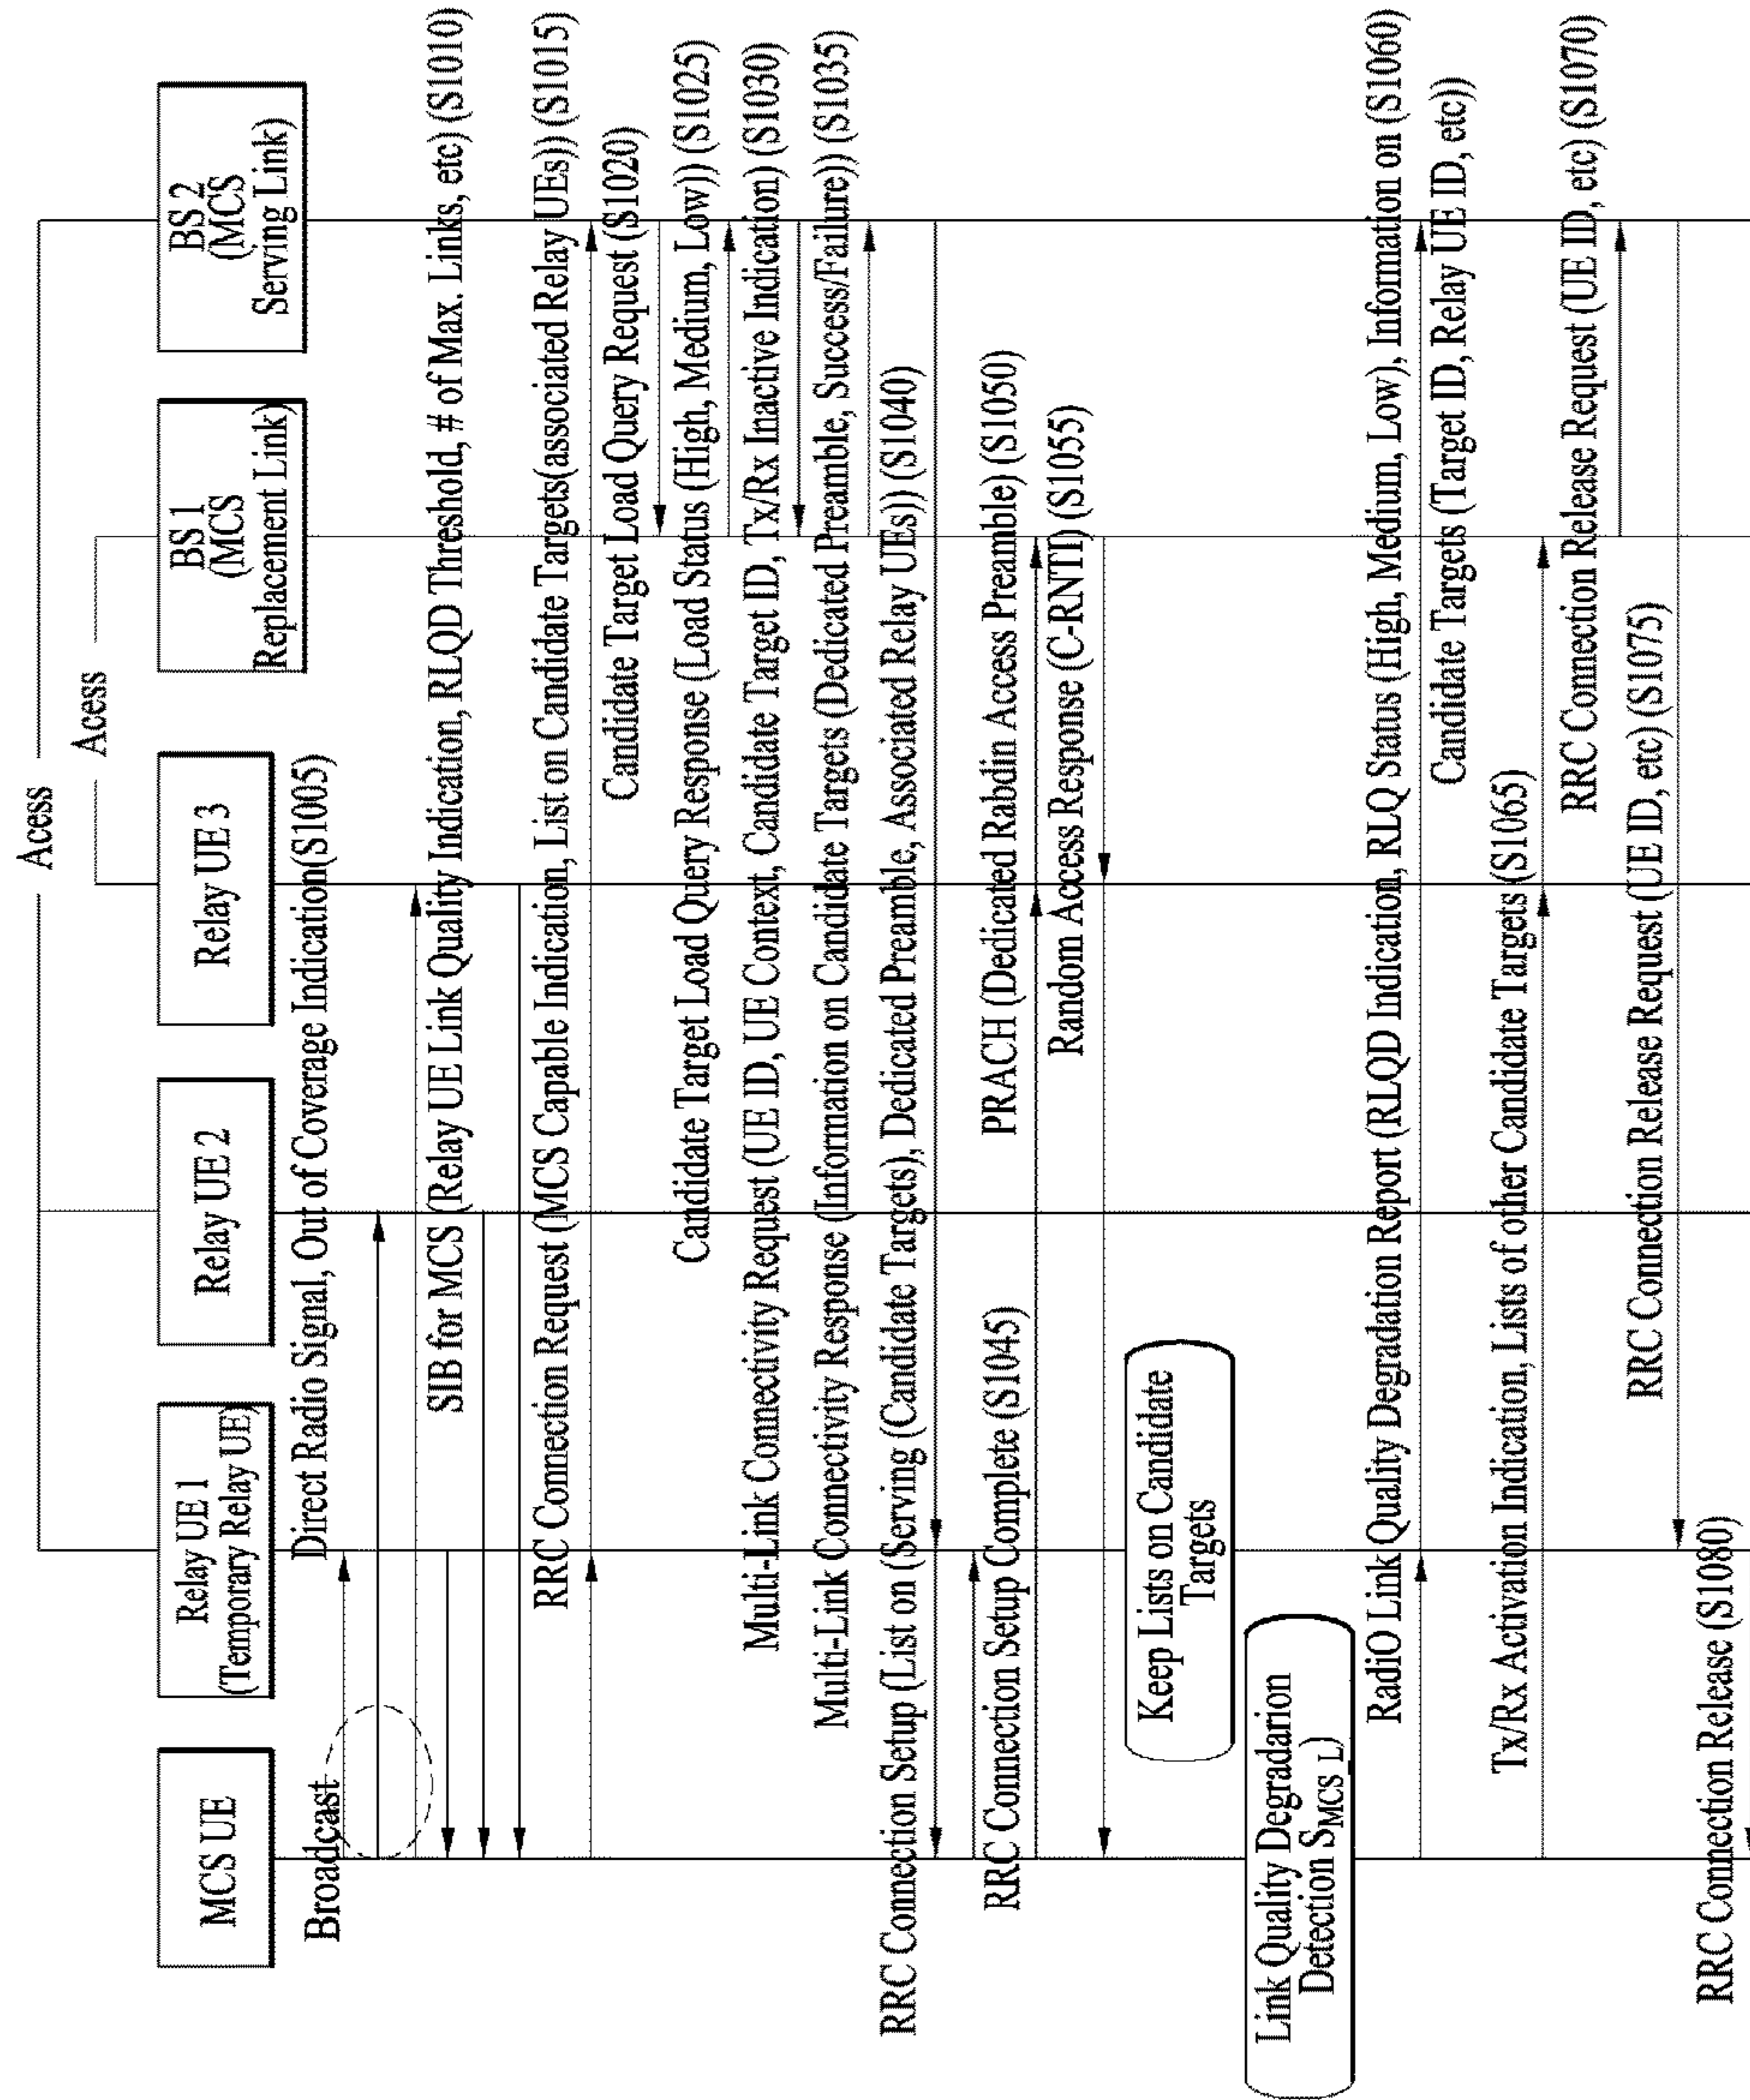 Acess
Acess
MCS UE
Relay UE 1
(Temporary Relay UE)
Relay UE 2
Relay UE 3
BS 1
(MCS
Replacement Link)
BS 2
(MCS
Serving Link)
Broadcast
Direct Radio Signal, Out of Coverage Indication(S1005)
SIB for MCS (Relay UE Link Quality Indication, RLQD Threshold, # of Max. Links, etc) (S1010)
RRC Connection Request (MCS Capable Indication, List on Candidate Targets(associated Relay UEs)) (S1015)
Candidate Target Load Query Request (S1020)
Candidate Target Load Query Response (Load Status (High, Medium, Low)) (S1025)
Multi-Link Connectivity Request (UE ID, UE Context, Candidate Target ID, Tx/Rx Inactive Indication) (S1030)
Multi-Link Connectivity Response (Information on Candidate Targets (Dedicated Preamble, Success/Failure)) (S1035)
RRC Connection Setup (List on (Serving (Candidate Targets), Dedicated Preamble, Associated Relay UEs)) (S1040)
RRC Connection Setup Complete (S1045)
PRACH (Dedicated Rabdin Access Preamble) (S1050)
Random Access Response (C-RNTI) (S1055)
Keep Lists on Candidate
Targets
Link Quality Degradarion
Detection SMCS L)
RadiO Link Quality Degradation Report (RLQD Indication, RLQ Status (High, Medium, Low), Information on (S1060)
Candidate Targets (Target ID, Relay UE ID, etc))
Tx/Rx Activation Indication, Lists of other Candidate Targets (S1065)
RRC Connection Release Request (UE ID, etc) (S1070)
RRC Connection Release Request (UE ID, etc) (S1075)
RRC Connection Release (S1080)